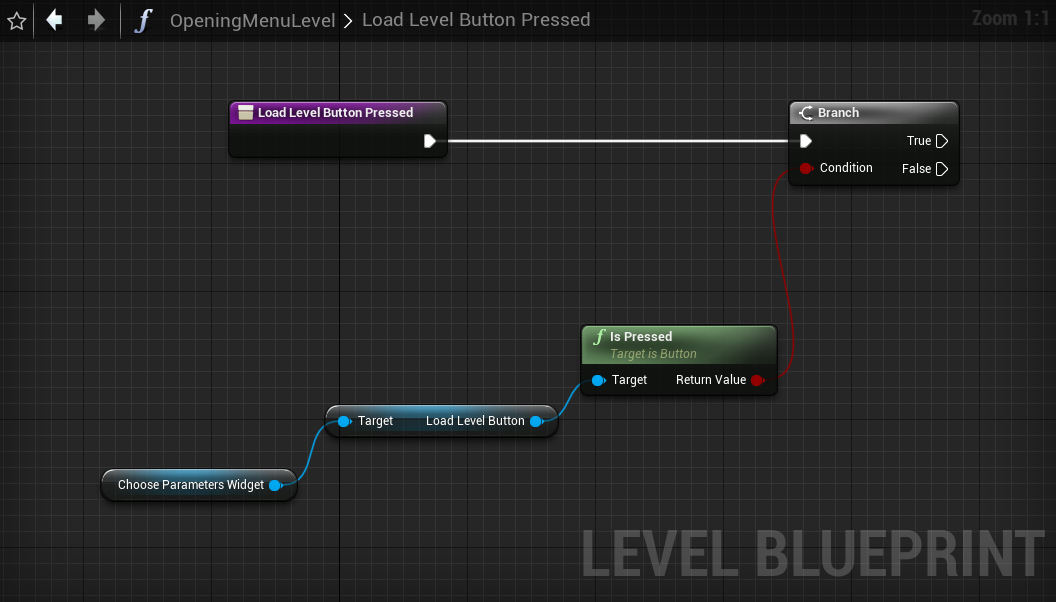 OpeningMenuLevel > Load Level Button Pressed
Zoom 1:1
Load Level Button Pressed
Branch
True
Condition
False
f Is Pressed
Target is Button
Target
Return Value
Target
Load Level Button
Choose Parameters Widget
LEVEL BLUEPRINT